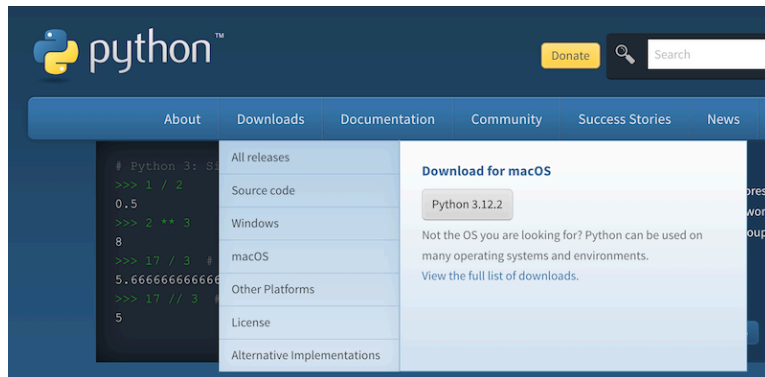 python™
Donate
Search
About Downloads Documentation Community Success Stories News
# Python 3: Si
>>> 1 / 2
0.5
>>> 2 ** 3
8
>>> 17 / 3 #
5.666666666666
>>> 17 // 3 #
5
All releases
Source code
Windows
macOS
Other Platforms
License
Alternative Implementations
Download for macOS
Python 3.12.2
Not the OS you are looking for? Python can be used on
many operating systems and environments.
View the full list of downloads.